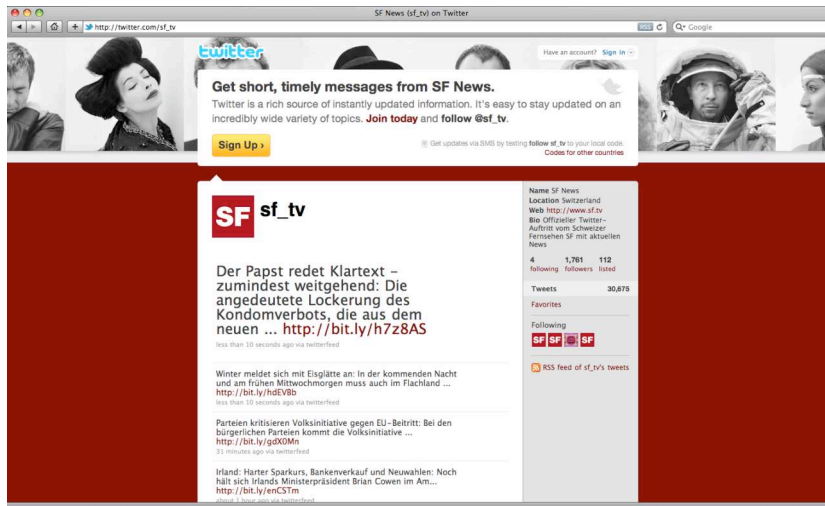 SF News (sf_tv) on Twitter
http://twitter.com/sf_tv
RSS
Google
twitter
Have an account? Sign in
Get short, timely messages from SF News.
Twitter is a rich source of instantly updated information. It's easy to stay updated on an
incredibly wide variety of topics. Join today and follow @sf_tv.
Sign Up ›
Get updates via SMS by texting follow sf_tv to your local code.
Codes for other countries
SF sf_tv
Der Papst redet Klartext –
zumindest weitgehend: Die
angedeutete Lockerung des
Kondomverbots, die aus dem
neuen ... http://bit.ly/h7z8AS
less than 10 seconds ago via twitterfeed
Winter meldet sich mit Eisglätte an: In der kommenden Nacht
und am frühen Mittwochmorgen muss auch im Flachland ...
http://bit.ly/hdEVBb
less than 10 seconds ago via twitterfeed
Parteien kritisieren Volksinitiative gegen EU-Beitritt: Bei den
bürgerlichen Parteien kommt die Volksinitiative ...
http://bit.ly/gdX0Mn
31 minutes ago via twitterfeed
Irland: Harter Sparkurs, Bankenverkauf und Neuwahlen: Noch
hält sich Irlands Ministerpräsident Brian Cowen im Am...
http://bit.ly/enCSTm
about 1 hour ago via twitterfeed
Name SF News
Location Switzerland
Web http://www.sf.tv
Bio Offizieller Twitter-
Auftritt vom Schweizer
Fernsehen SF mit aktuellen
News
4 1,761 112
following followers listed
Tweets 30,675
Favorites
Following
SF SF SF
RSS feed of sf_tv's tweets